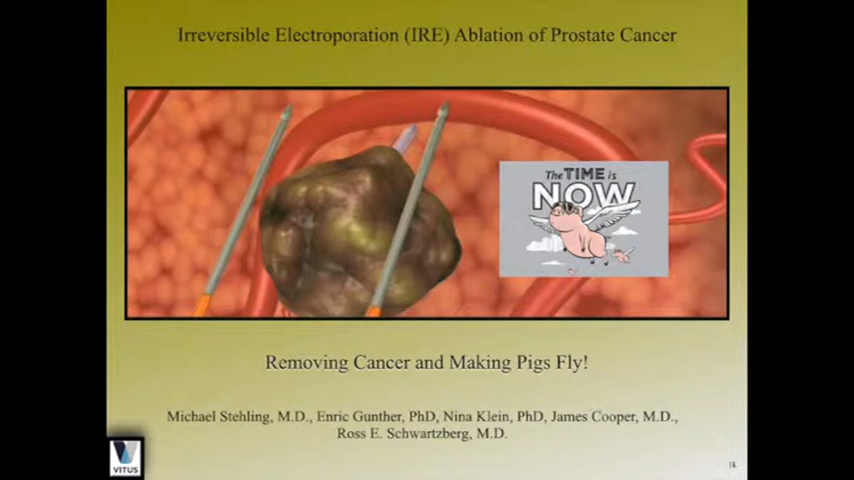 Irreversible Electroporation (IRE) Ablation of Prostate Cancer
The TIME is
NOW
Removing Cancer and Making Pigs Fly!
Michael Stehling, M.D., Enric Gunther, PhD, Nina Klein, PhD, James Cooper, M.D.,
Ross E. Schwartzberg, M.D.
VITUS